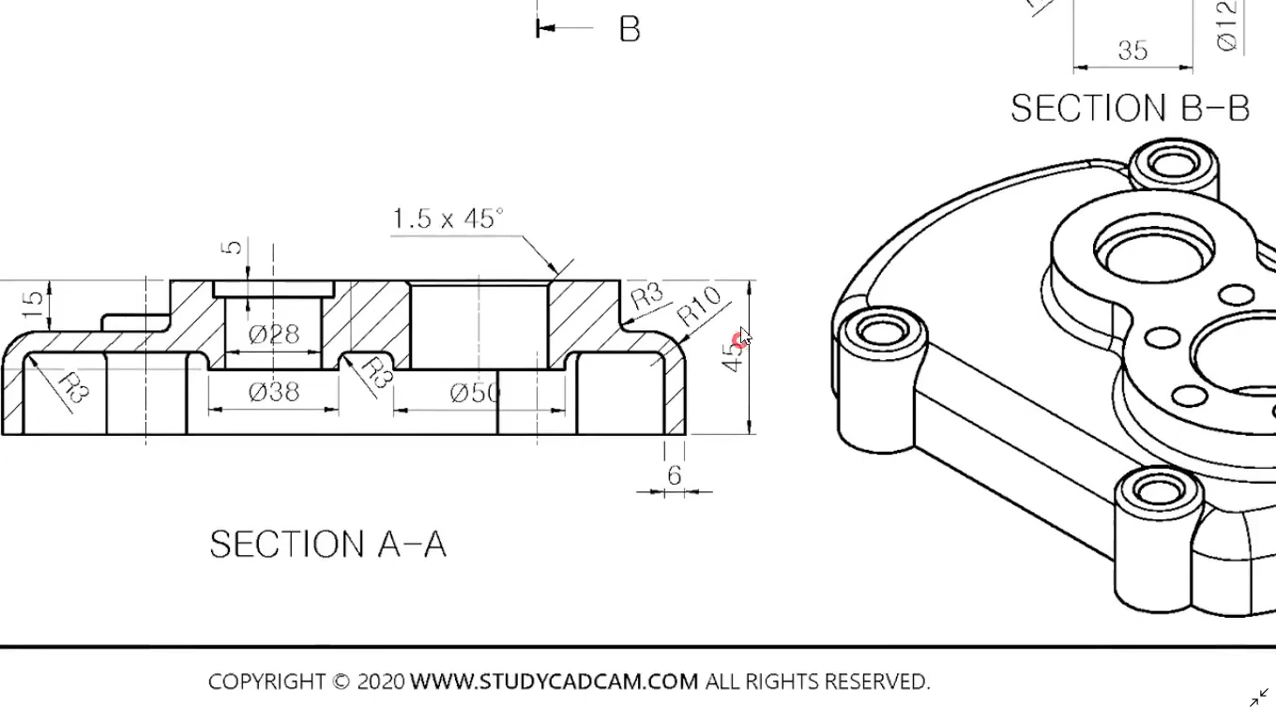 B
35
Ø12
SECTION B-B
1.5 x 45°
5
15
R3
R10
Ø28
45
R3
R3
Ø38
Ø50
6
SECTION A-A
COPYRIGHT © 2020 WWW.STUDYCADCAM.COM ALL RIGHTS RESERVED.